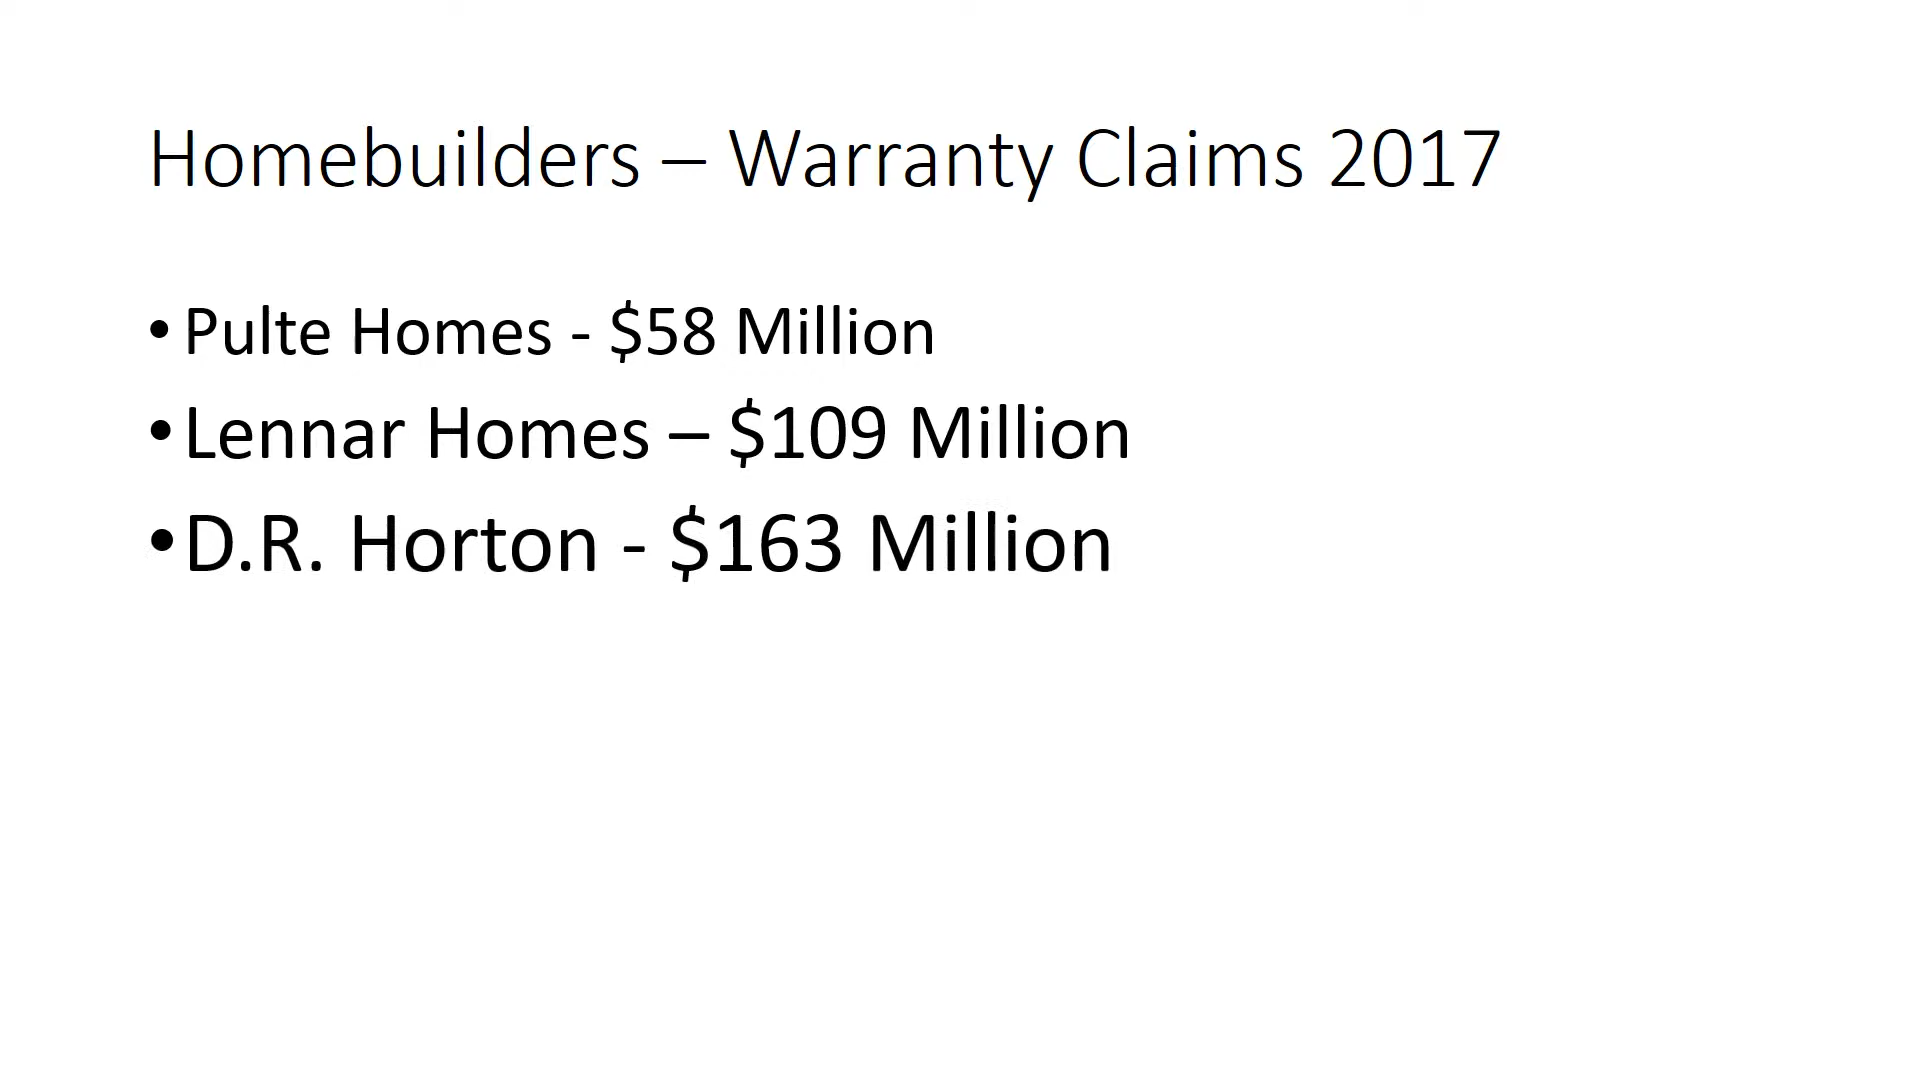 Homebuilders – Warranty Claims 2017
• Pulte Homes - $58 Million
• Lennar Homes – $109 Million
• D.R. Horton - $163 Million